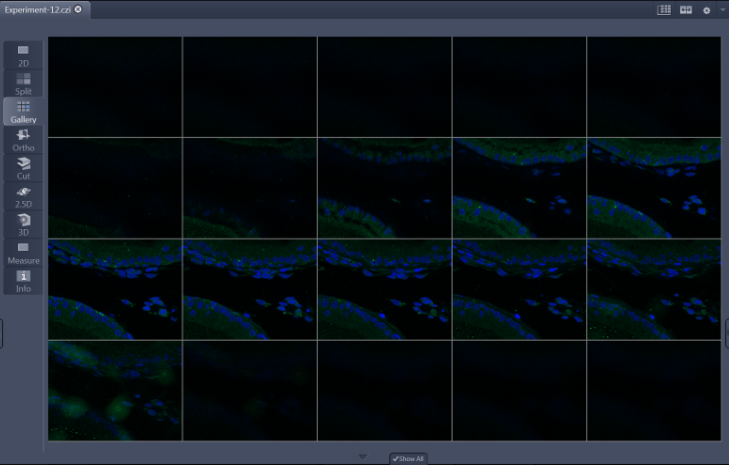 Experiment-12.czi
2D
Split
Gallery
Ortho
Cut
2.5D
3D
Measure
Info
Show All